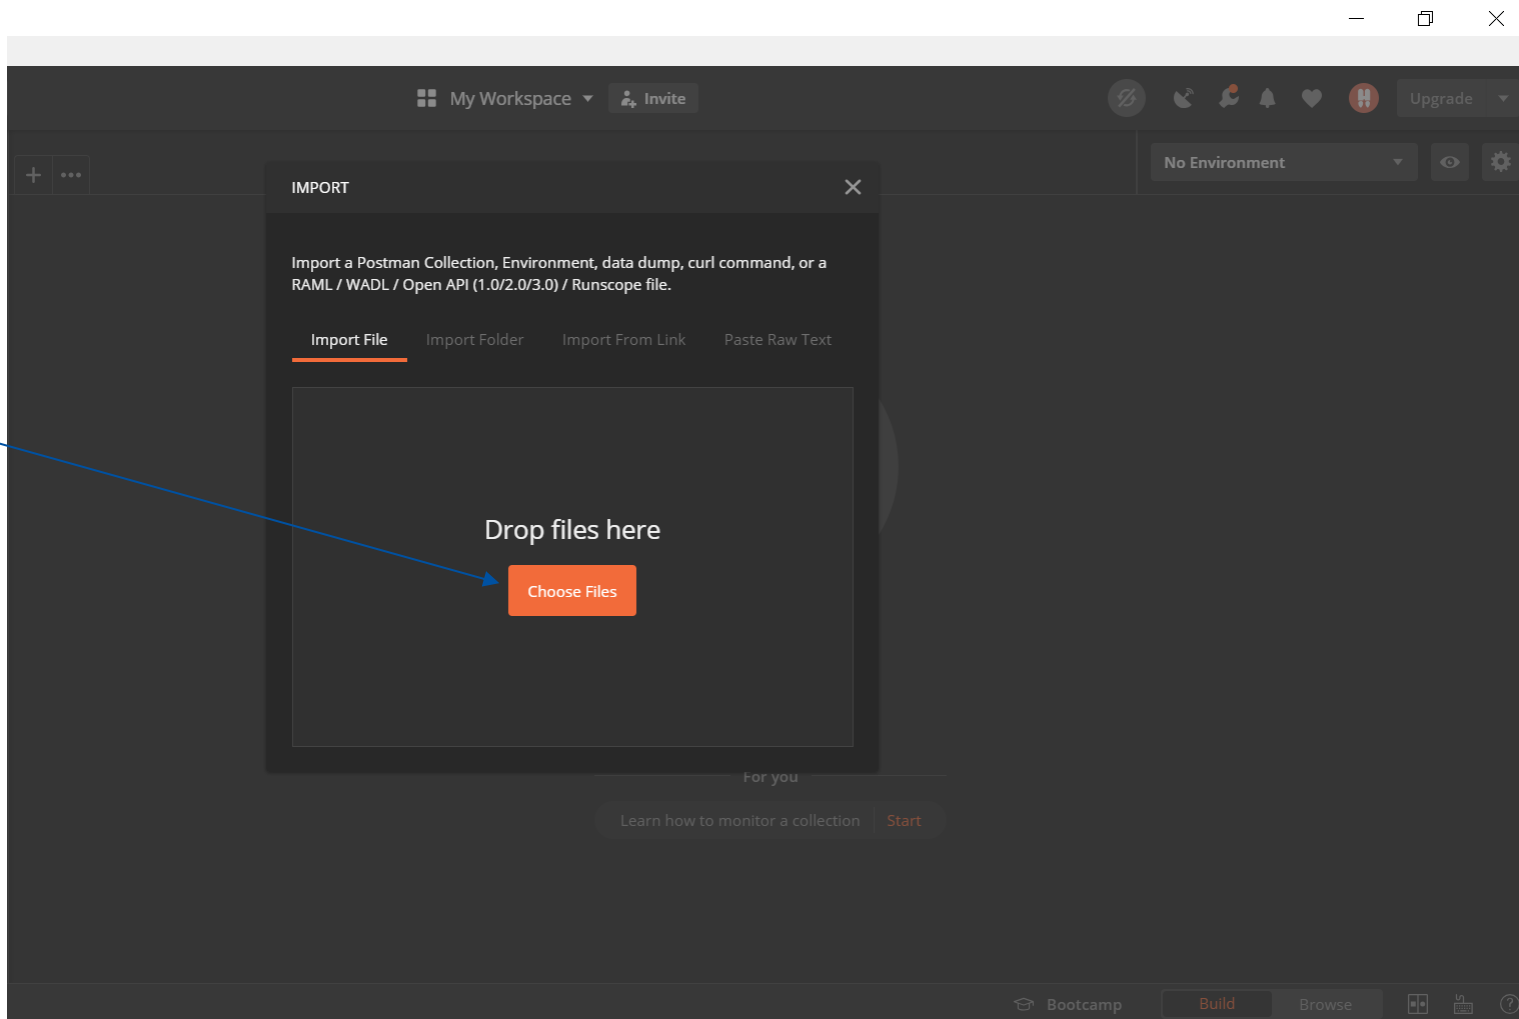 My Workspace
Invite
Upgrade
No Environment
IMPORT
Import a Postman Collection, Environment, data dump, curl command, or a
RAML / WADL / Open API (1.0/2.0/3.0) / Runscope file.
Import File
Import Folder
Import From Link
Paste Raw Text
Drop files here
Choose Files
For you
Learn how to monitor a collection
Start
Bootcamp
Build
Browse